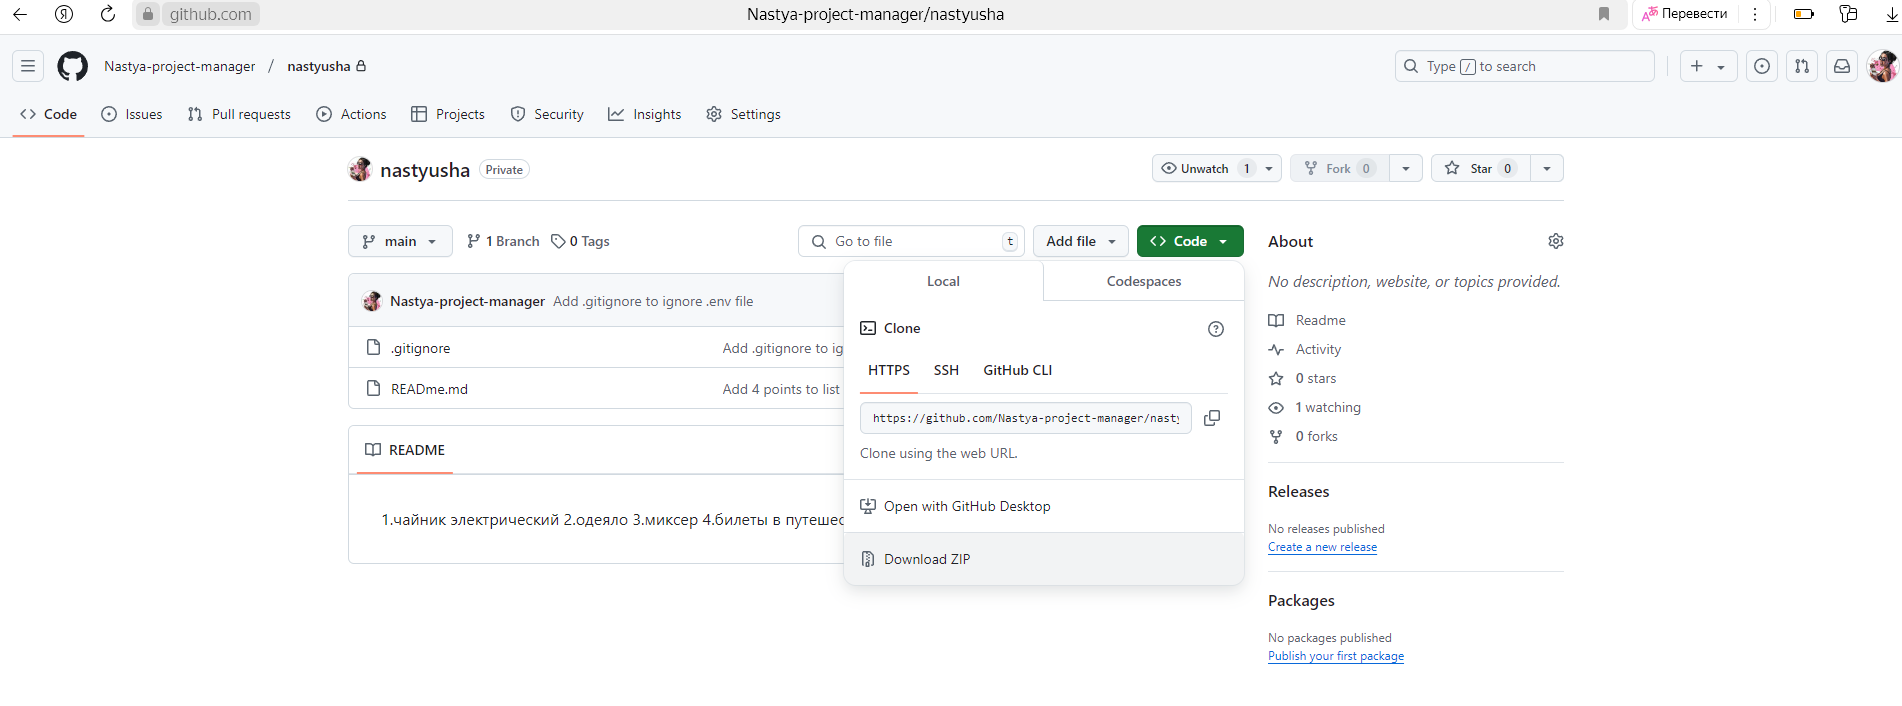 github.com
Nastya-project-manager/nastyusha
Перевести
Nastya-project-manager / nastyusha
Type / to search
Code
Issues
Pull requests
Actions
Projects
Security
Insights
Settings
nastyusha
Private
Unwatch 1
Fork 0
Star 0
main
1 Branch
0 Tags
Go to file
t
Add file
Code
Nastya-project-manager Add .gitignore to ignore .env file
.gitignore
Add .gitignore to ig
READme.md
Add 4 points to list
README
1.чайник электрический 2.одеяло 3.миксер 4.билеты в путешес
Local
Codespaces
Clone
HTTPS
SSH
GitHub CLI
https://github.com/Nastya-project-manager/nasty
Clone using the web URL.
Open with GitHub Desktop
Download ZIP
About
No description, website, or topics provided.
Readme
Activity
0 stars
1 watching
0 forks
Releases
No releases published
Create a new release
Packages
No packages published
Publish your first package